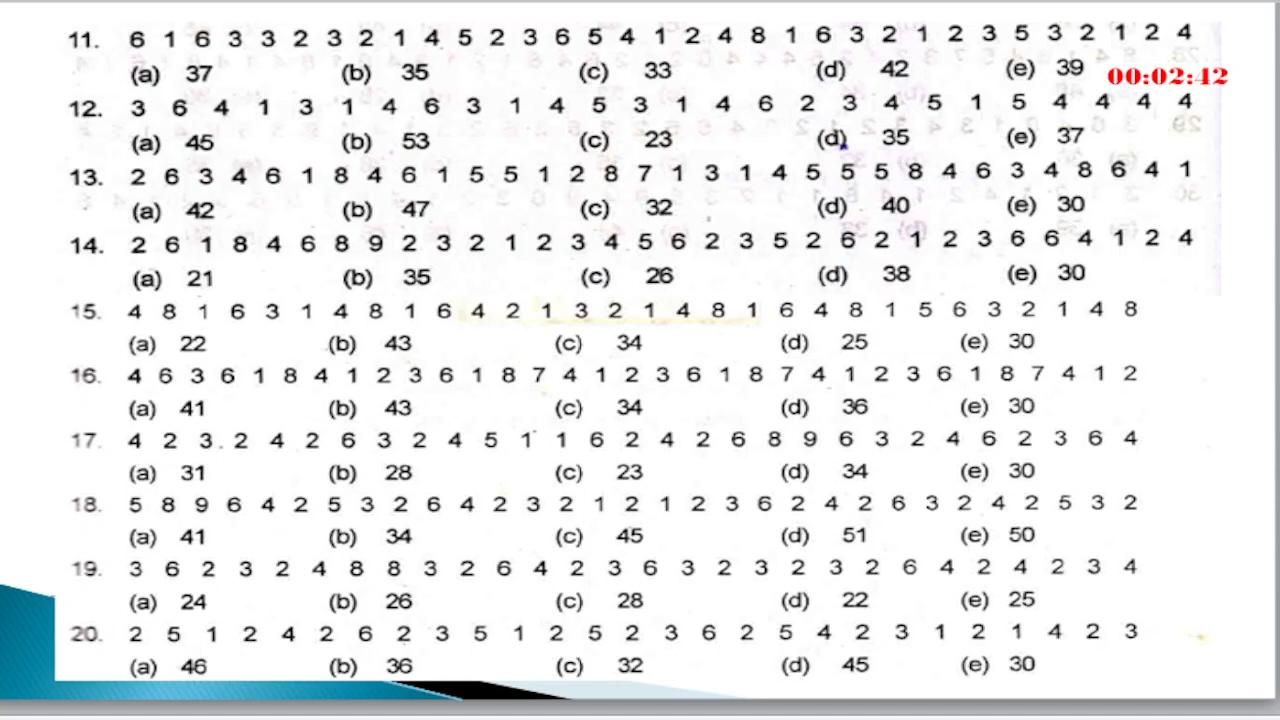 11. 6 1 6 3 3 2 3 2 1 4 5 2 3 6 5 4 1 2 4 8 1 6 3 2 1 2 3 5 3 2 1 2 4
(a) 37 (b) 35 (c) 33 (d) 42 (e) 39 00:02:42
12. 3 6 4 1 3 1 4 6 3 1 4 5 3 1 4 6 2 3 4 5 1 5 4 4 4 4
(a) 45 (b) 53 (c) 23 (d) 35 (e) 37
13. 2 6 3 4 6 1 8 4 6 1 5 5 1 2 8 7 1 3 1 4 5 5 5 8 4 6 3 4 8 6 4 1
(a) 42 (b) 47 (c) 32 (d) 40 (e) 30
14. 2 6 1 8 4 6 8 9 2 3 2 1 2 3 4 5 6 2 3 5 2 6 2 1 2 3 6 6 4 1 2 4
(a) 21 (b) 35 (c) 26 (d) 38 (e) 30
15. 4 8 1 6 3 1 4 8 1 6 4 2 1 3 2 1 4 8 1 6 4 8 1 5 6 3 2 1 4 8
(a) 22 (b) 43 (c) 34 (d) 25 (e) 30
16. 4 6 3 6 1 8 4 1 2 3 6 1 8 7 4 1 2 3 6 1 8 7 4 1 2 3 6 1 8 7 4 1 2
(a) 41 (b) 43 (c) 34 (d) 36 (e) 30
17. 4 2 3 . 2 4 2 6 3 2 4 5 1 1 6 2 4 2 6 8 9 6 3 2 4 6 2 3 6 4
(a) 31 (b) 28 (c) 23 (d) 34 (e) 30
18. 5 8 9 6 4 2 5 3 2 6 4 2 3 2 1 2 1 2 3 6 2 4 2 6 3 2 4 2 5 3 2
(a) 41 (b) 34 (c) 45 (d) 51 (e) 50
19. 3 6 2 3 2 4 8 8 3 2 6 4 2 3 6 3 2 3 2 3 2 6 4 2 4 2 3 4
(a) 24 (b) 26 (c) 28 (d) 22 (e) 25
20. 2 5 1 2 4 2 6 2 3 5 1 2 5 2 3 6 2 5 4 2 3 1 2 1 4 2 3
(a) 46 (b) 36 (c) 32 (d) 45 (e) 30